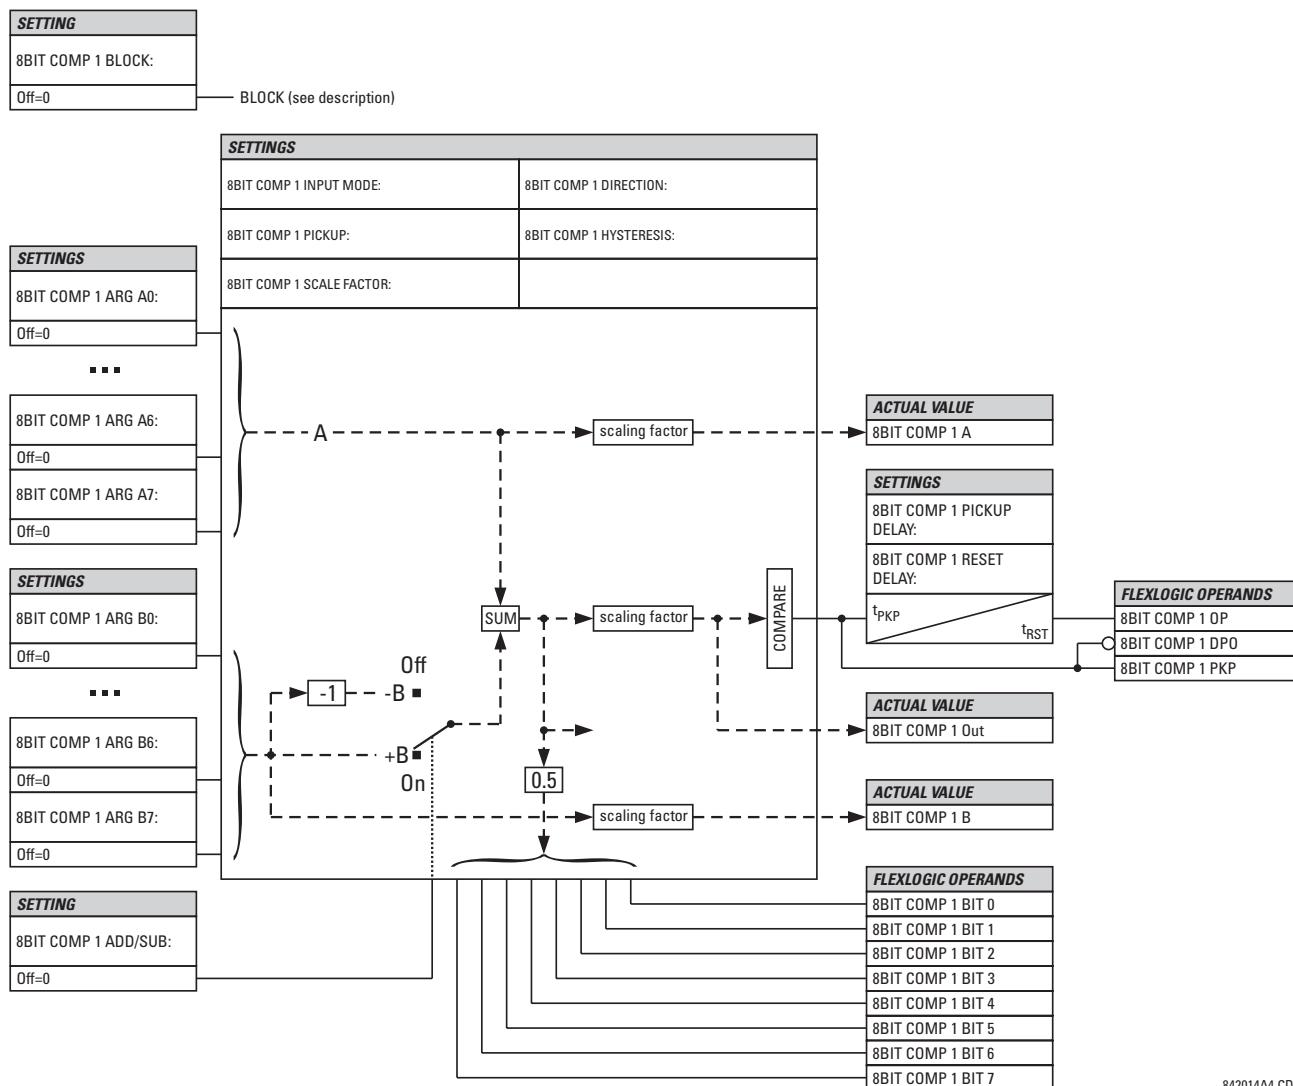 SETTING
8BIT COMP 1 BLOCK:
Off=0
BLOCK (see description)
SETTINGS
8BIT COMP 1 INPUT MODE:
8BIT COMP 1 DIRECTION:
8BIT COMP 1 PICKUP:
8BIT COMP 1 HYSTERESIS:
8BIT COMP 1 SCALE FACTOR:
SETTINGS
8BIT COMP 1 ARG A0:
Off=0
8BIT COMP 1 ARG A6:
Off=0
8BIT COMP 1 ARG A7:
Off=0
SETTINGS
8BIT COMP 1 ARG B0:
Off=0
8BIT COMP 1 ARG B6:
Off=0
8BIT COMP 1 ARG B7:
Off=0
SETTING
8BIT COMP 1 ADD/SUB:
Off=0
A
scaling factor
SUM
scaling factor
COMPARE
Off
-1
-B
+B
On
0.5
scaling factor
ACTUAL VALUE
8BIT COMP 1 A
SETTINGS
8BIT COMP 1 PICKUP
DELAY:
8BIT COMP 1 RESET
DELAY:
tPKP
tRST
FLEXLOGIC OPERANDS
8BIT COMP 1 OP
8BIT COMP 1 DPO
8BIT COMP 1 PKP
ACTUAL VALUE
8BIT COMP 1 Out
ACTUAL VALUE
8BIT COMP 1 B
FLEXLOGIC OPERANDS
8BIT COMP 1 BIT 0
8BIT COMP 1 BIT 1
8BIT COMP 1 BIT 2
8BIT COMP 1 BIT 3
8BIT COMP 1 BIT 4
8BIT COMP 1 BIT 5
8BIT COMP 1 BIT 6
8BIT COMP 1 BIT 7